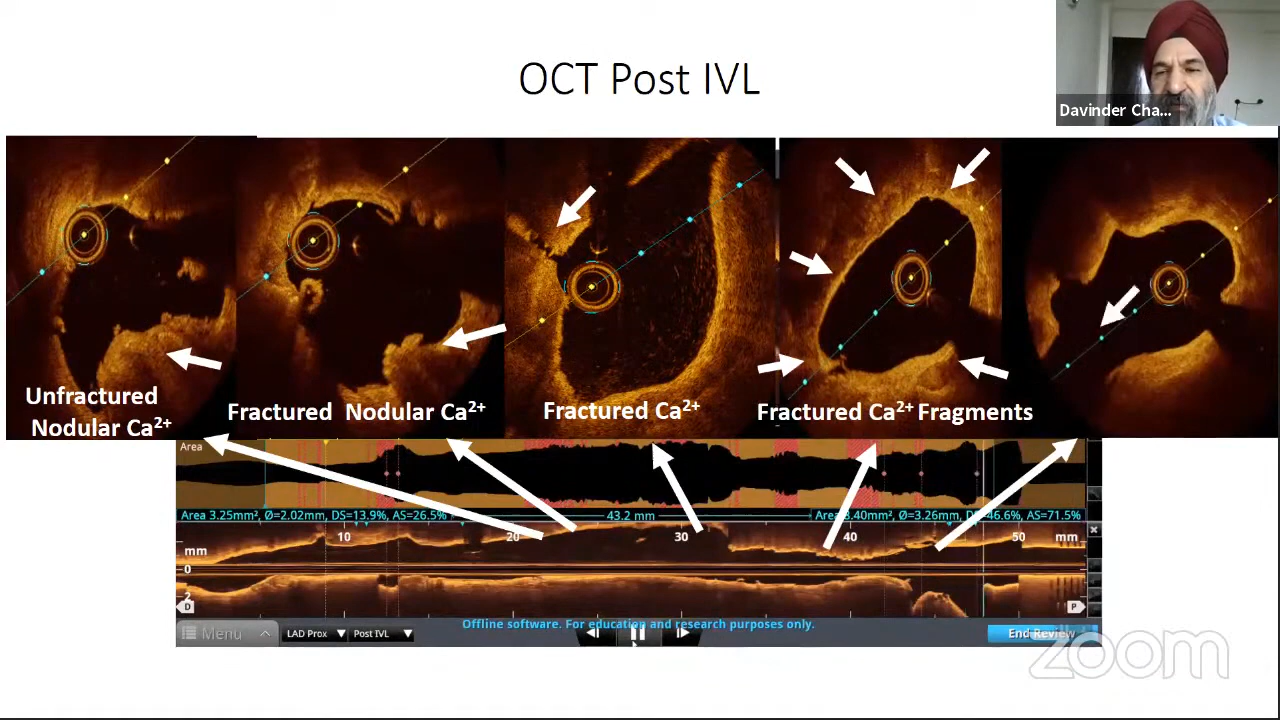 OCT Post IVL
Davinder Cha...
Unfractured
Nodular Ca²⁺
Fractured Nodular Ca²⁺
Fractured Ca²⁺
Fractured Ca²⁺ Fragments
Area
Area 3.25mm², Ø=2.02mm, DS=13.9%, AS=26.5%
43.2 mm
Ø=3.26mm, 46.6%, AS=71.5%
mm
10
20
30
40
50
mm
0
2
D
P
Offline software. For education and research purposes only.
Menu
LAD Prox
Post IVL
End Review
zoom